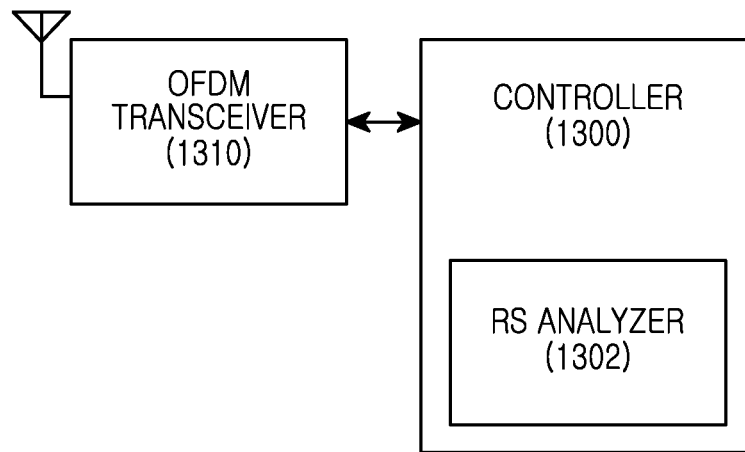 OFDM
TRANSCEIVER
(1310)
CONTROLLER
(1300)
RS ANALYZER
(1302)